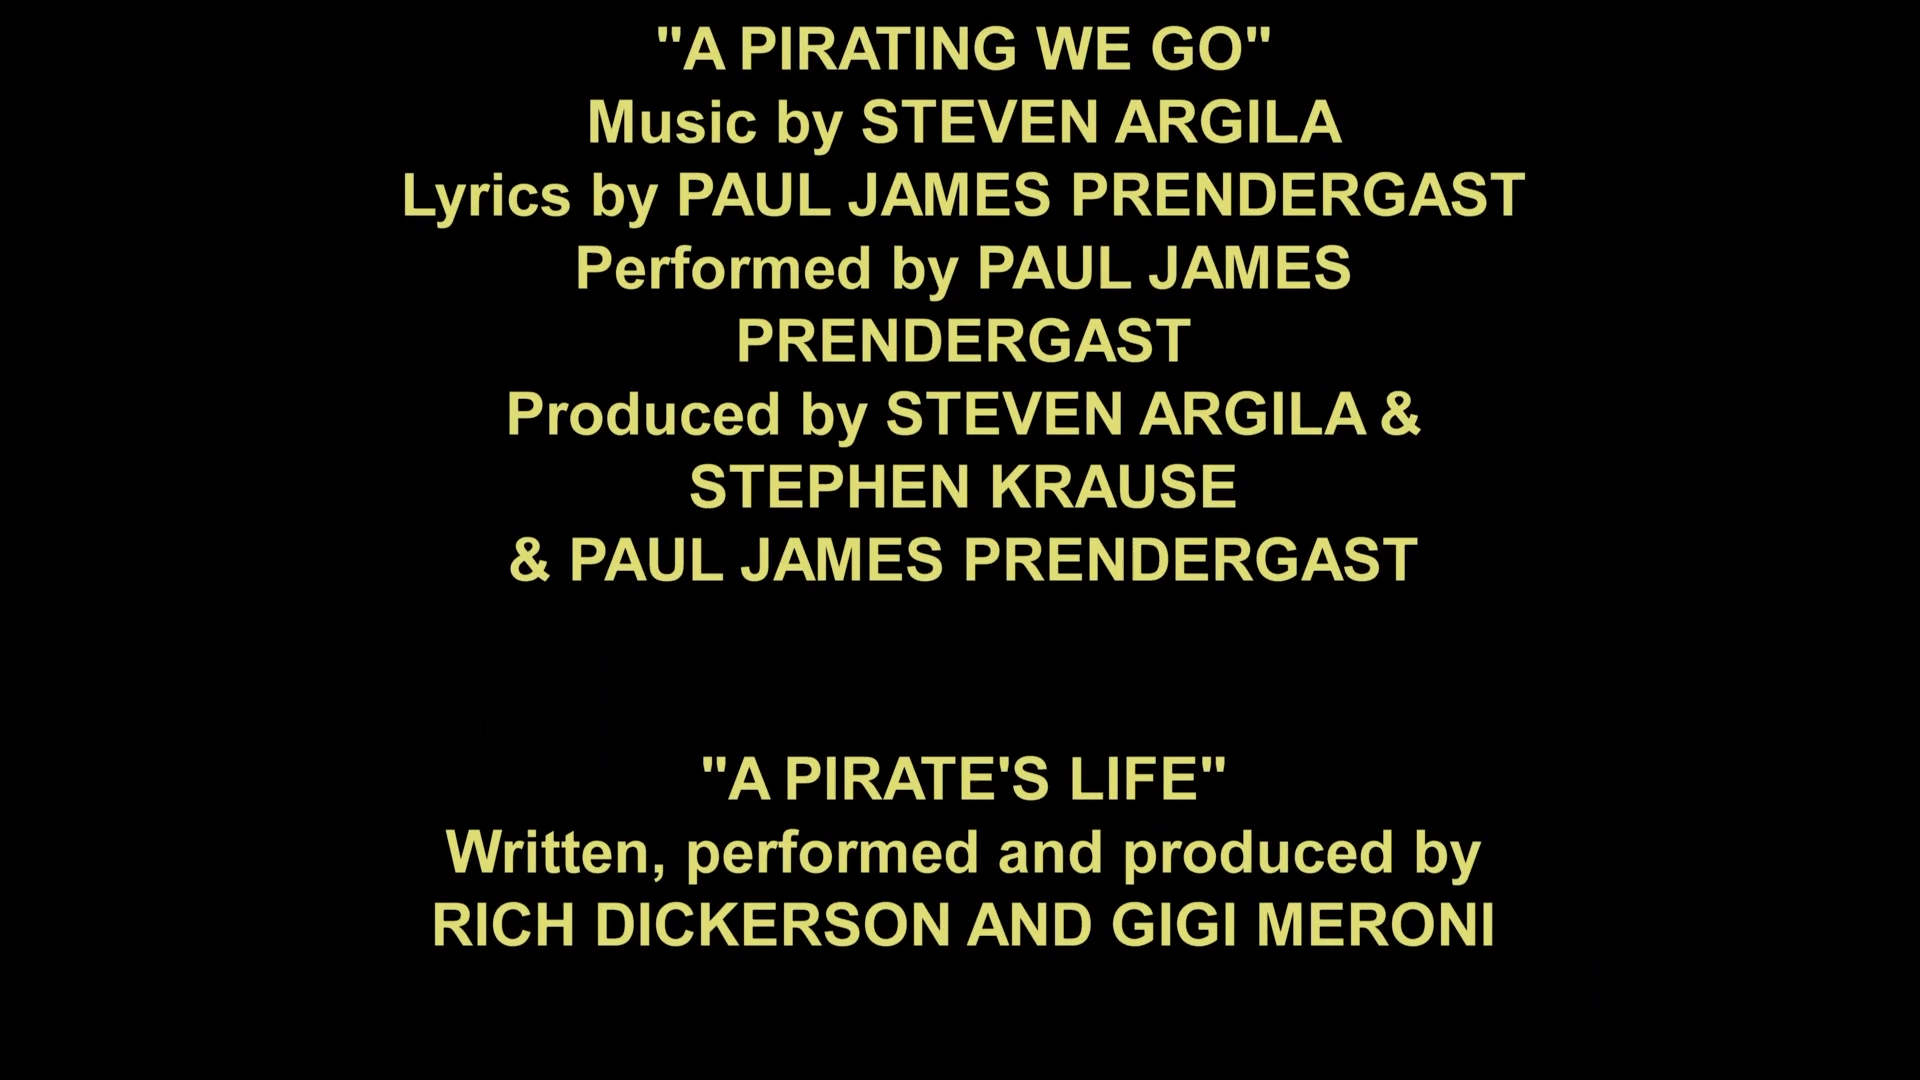 "A PIRATING WE GO"
Music by STEVEN ARGILA
Lyrics by PAUL JAMES PRENDERGAST
Performed by PAUL JAMES
PRENDERGAST
Produced by STEVEN ARGILA &
STEPHEN KRAUSE
& PAUL JAMES PRENDERGAST
"A PIRATE'S LIFE"
Written, performed and produced by
RICH DICKERSON AND GIGI MERONI